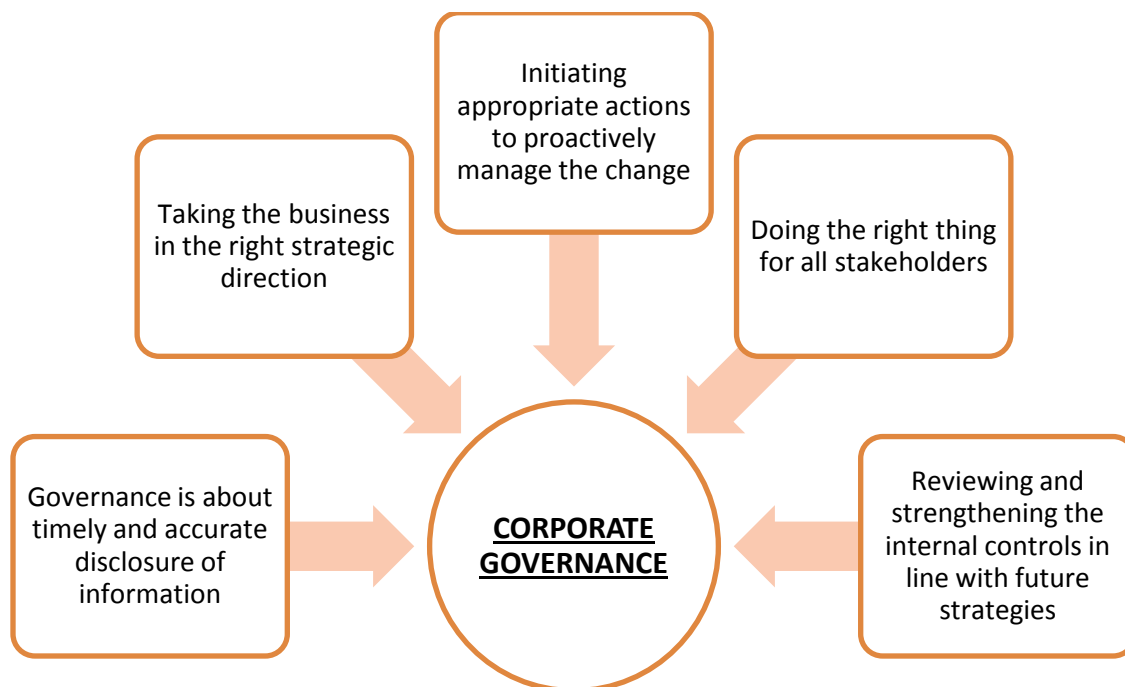 Initiating
appropriate actions
to proactively
manage the change
Taking the business
in the right strategic
direction
Doing the right thing
for all stakeholders
Governance is about
timely and accurate
disclosure of
information
CORPORATE
GOVERNANCE
Reviewing and
strengthening the
internal controls in
line with future
strategies